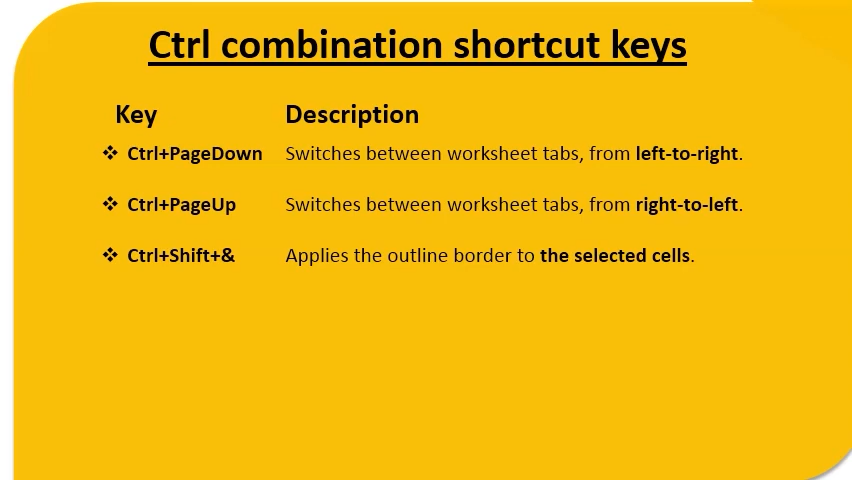 Ctrl combination shortcut keys
Key Description
❖ Ctrl+PageDown Switches between worksheet tabs, from left-to-right.
❖ Ctrl+PageUp Switches between worksheet tabs, from right-to-left.
❖ Ctrl+Shift+& Applies the outline border to the selected cells.